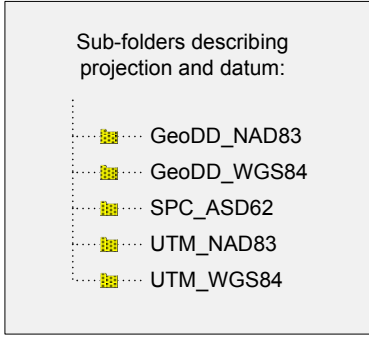 Sub-folders describing
projection and datum:
GeoDD_NAD83
GeoDD_WGS84
SPC_ASD62
UTM_NAD83
UTM_WGS84